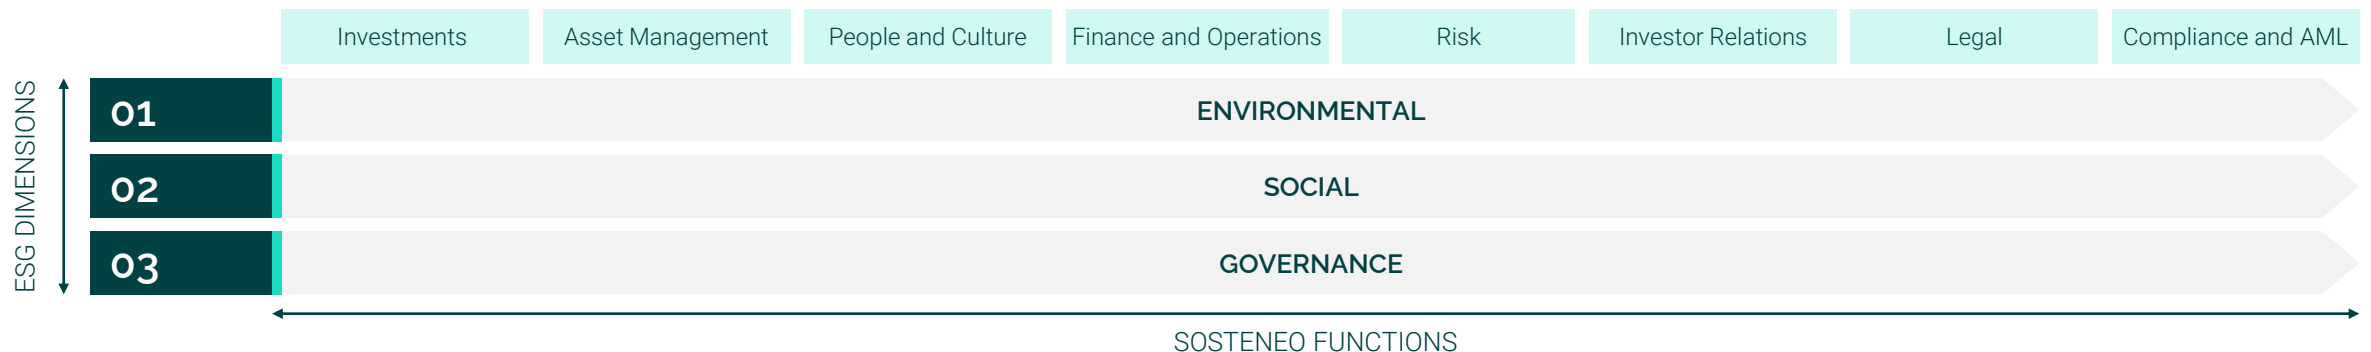 Investments
Asset Management
People and Culture
Finance and Operations
Risk
Investor Relations
Legal
Compliance and AML
ESG DIMENSIONS
01
ENVIRONMENTAL
02
SOCIAL
03
GOVERNANCE
SOSTENEO FUNCTIONS